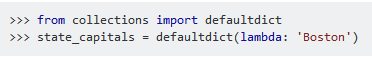 >>> from collections import defaultdict
>>> state_capitals = defaultdict(lambda: 'Boston')